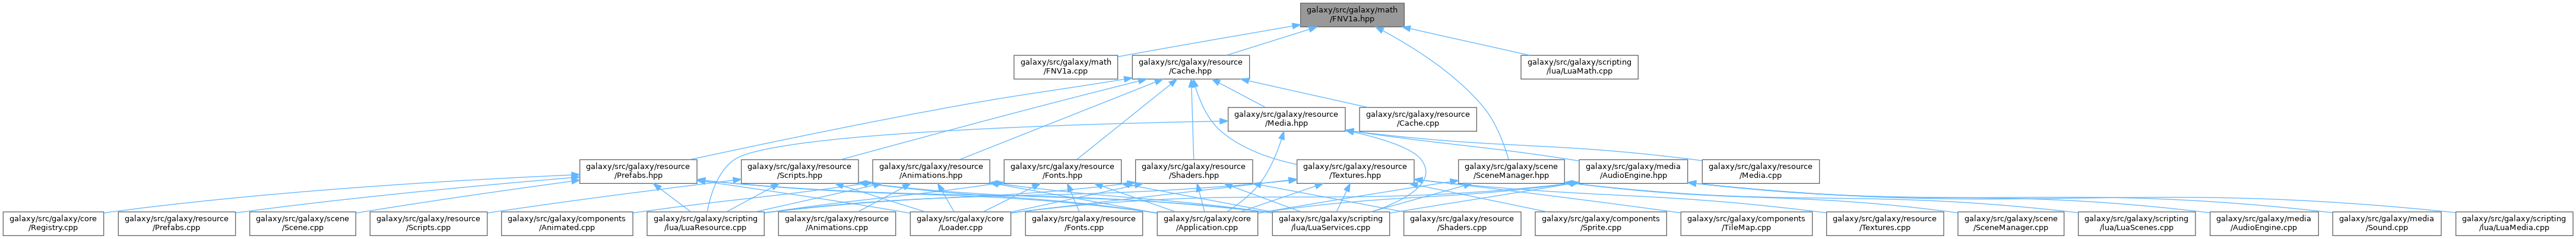 galaxy/src/galaxy/math
/FNV1a.hpp
galaxy/src/galaxy/math
/FNV1a.cpp
galaxy/src/galaxy/resource
/Cache.hpp
galaxy/src/galaxy/scripting
/lua/LuaMath.cpp
galaxy/src/galaxy/resource
/Media.hpp
galaxy/src/galaxy/resource
/Cache.cpp
galaxy/src/galaxy/resource
/Prefabs.hpp
galaxy/src/galaxy/resource
/Scripts.hpp
galaxy/src/galaxy/resource
/Animations.hpp
galaxy/src/galaxy/resource
/Fonts.hpp
galaxy/src/galaxy/resource
/Shaders.hpp
galaxy/src/galaxy/resource
/Textures.hpp
galaxy/src/galaxy/scene
/SceneManager.hpp
galaxy/src/galaxy/media
/AudioEngine.hpp
galaxy/src/galaxy/resource
/Media.cpp
galaxy/src/galaxy/core
/Registry.cpp
galaxy/src/galaxy/resource
/Prefabs.cpp
galaxy/src/galaxy/scene
/Scene.cpp
galaxy/src/galaxy/resource
/Scripts.cpp
galaxy/src/galaxy/components
/Animated.cpp
galaxy/src/galaxy/scripting
/lua/LuaResource.cpp
galaxy/src/galaxy/resource
/Animations.cpp
galaxy/src/galaxy/core
/Loader.cpp
galaxy/src/galaxy/resource
/Fonts.cpp
galaxy/src/galaxy/core
/Application.cpp
galaxy/src/galaxy/scripting
/lua/LuaServices.cpp
galaxy/src/galaxy/resource
/Shaders.cpp
galaxy/src/galaxy/components
/Sprite.cpp
galaxy/src/galaxy/components
/TileMap.cpp
galaxy/src/galaxy/resource
/Textures.cpp
galaxy/src/galaxy/scene
/SceneManager.cpp
galaxy/src/galaxy/scripting
/lua/LuaScenes.cpp
galaxy/src/galaxy/media
/AudioEngine.cpp
galaxy/src/galaxy/media
/Sound.cpp
galaxy/src/galaxy/scripting
/lua/LuaMedia.cpp